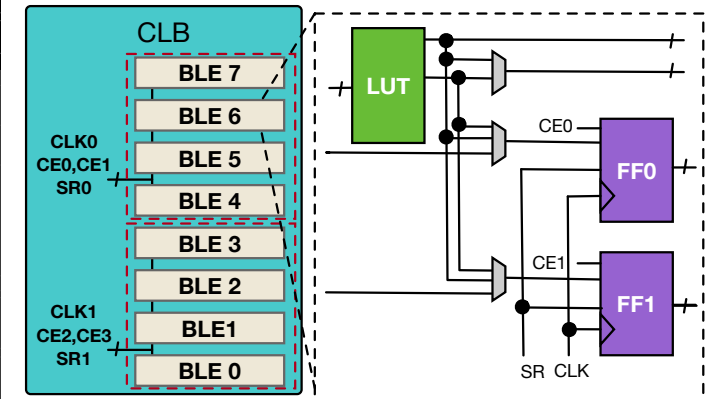 CLB
BLE 7
BLE 6
BLE 5
BLE 4
BLE 3
BLE 2
BLE1
BLE 0
CLK0
CE0,CE1
SR0
CLK1
CE2,CE3
SR1
LUT
CE0
FF0
CE1
FF1
SR CLK